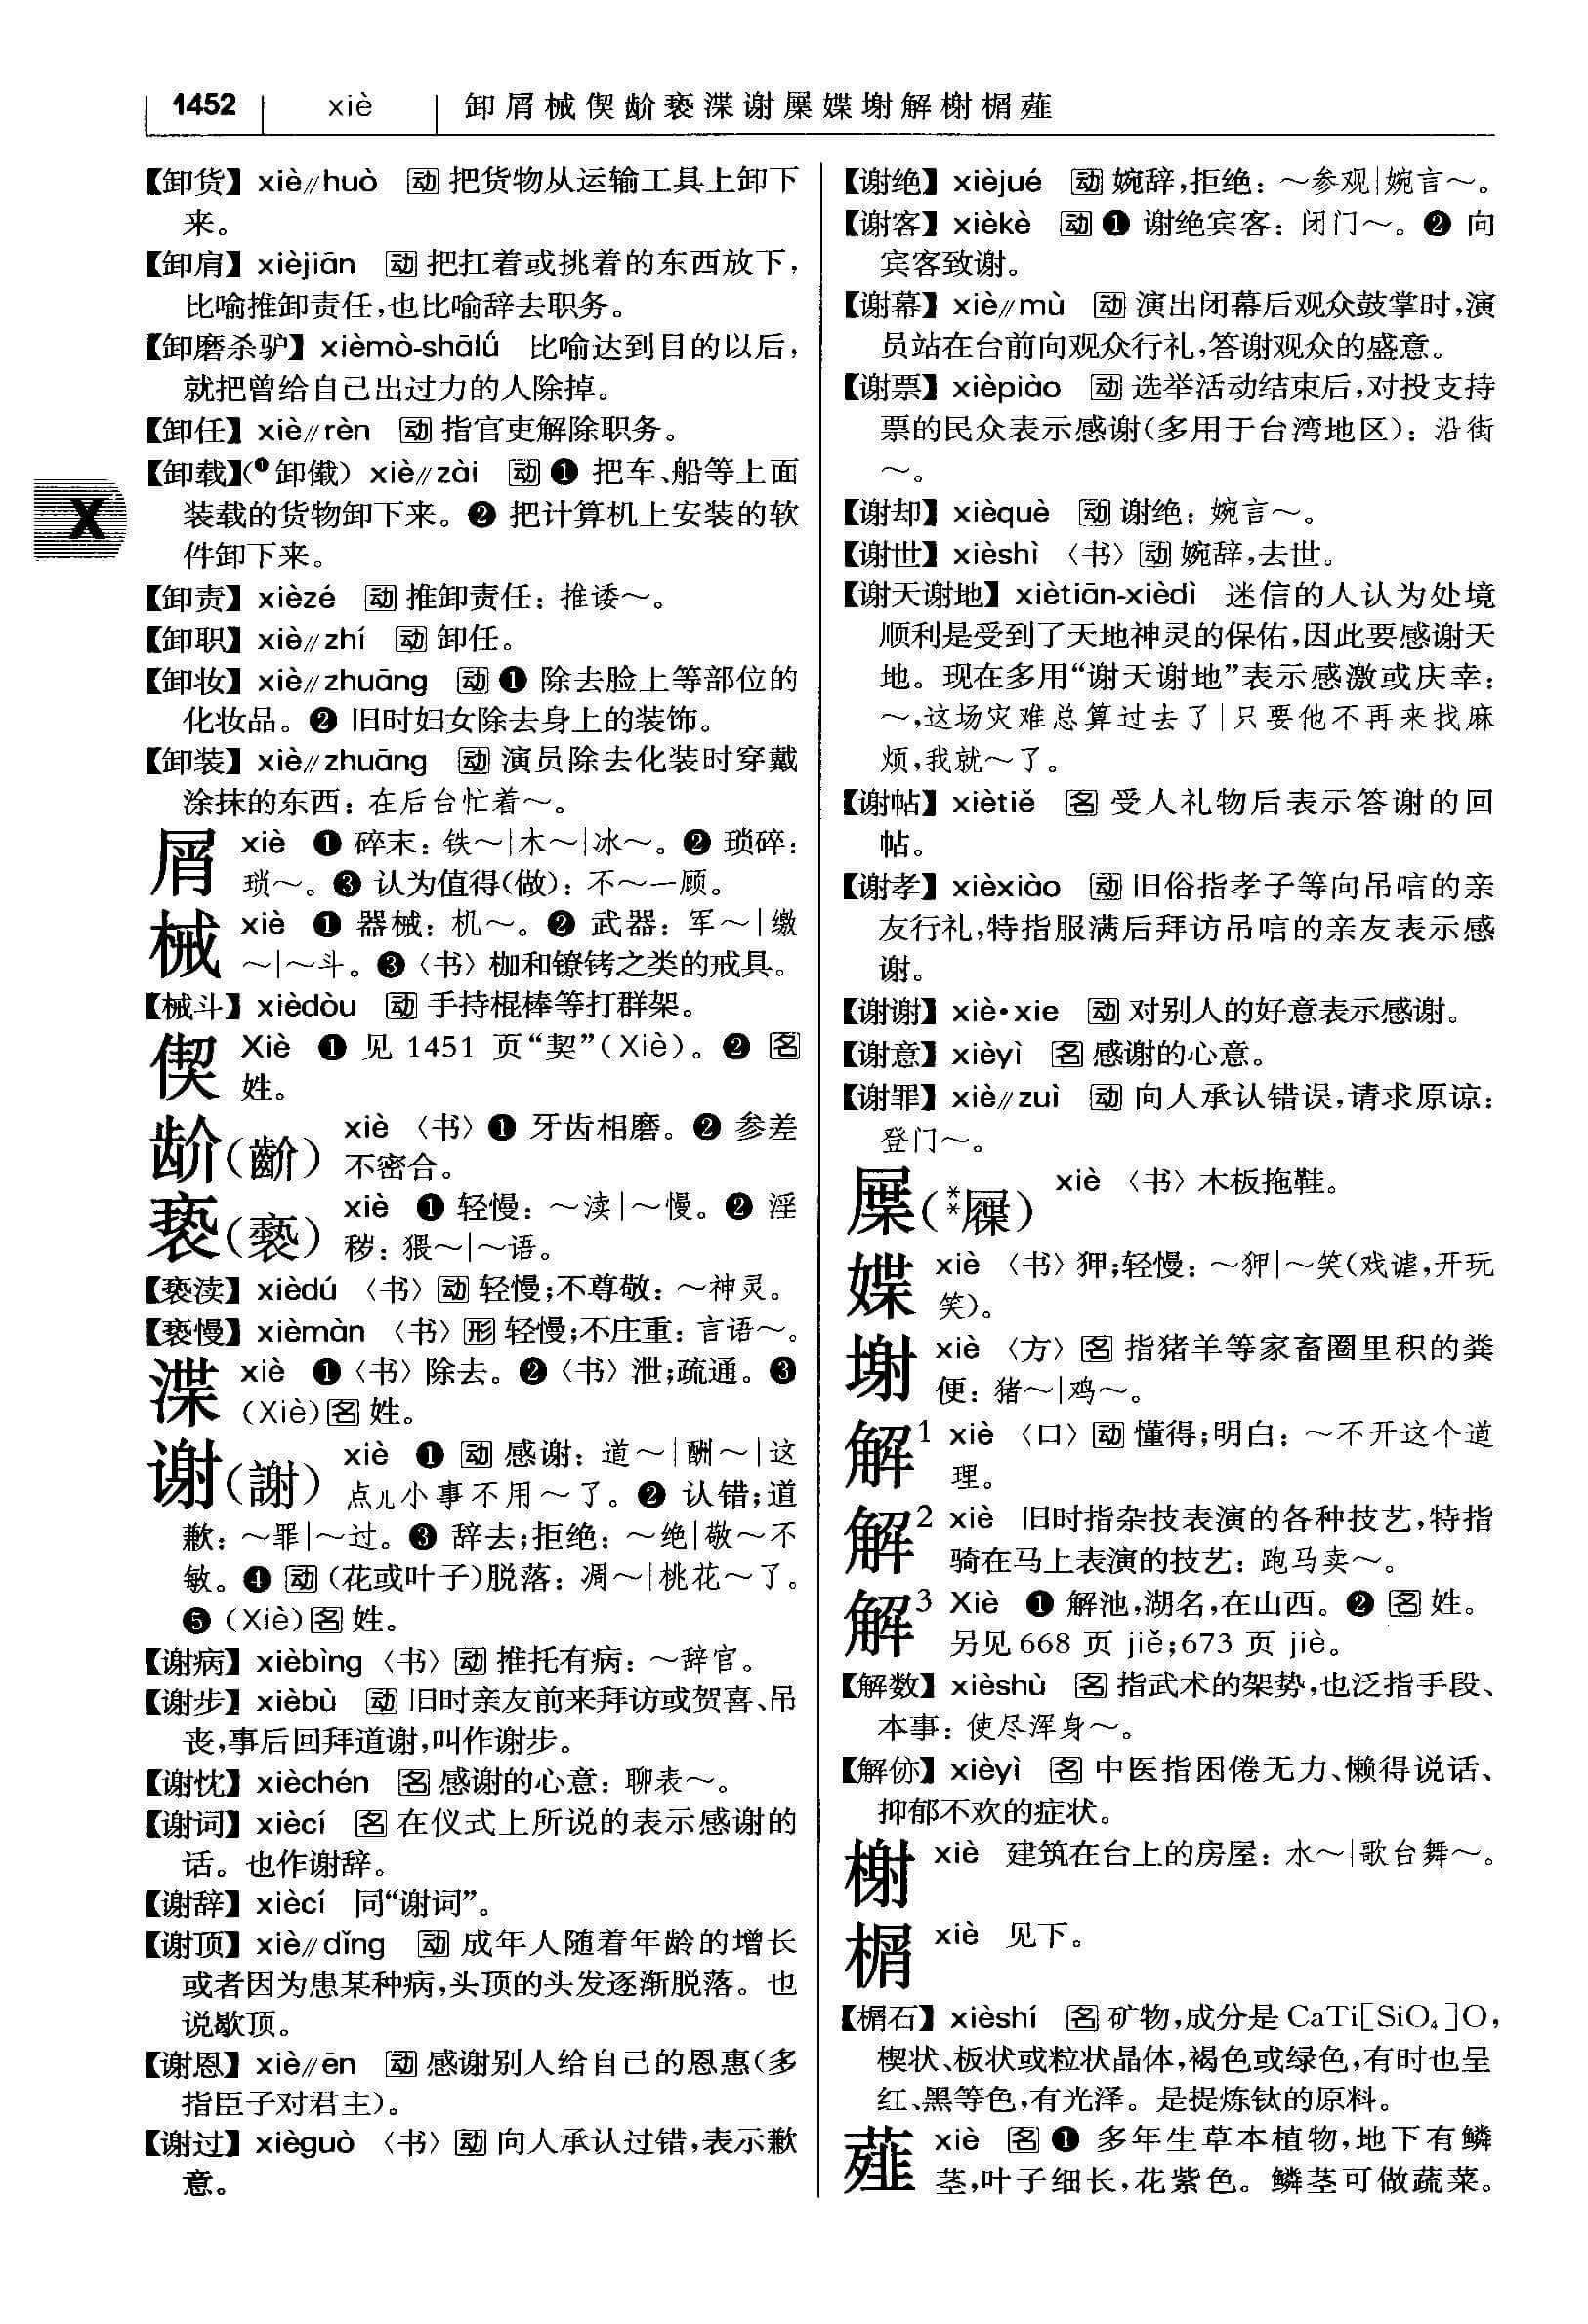 1452 xiè 卸屑械偰龄亵渫谢屟媟塮解榭榍薤
【卸货】xiè//huò 动 把货物从运输工具上卸下
来。
【卸肩】xièjiān 动 把扛着或挑着的东西放下,
比喻推卸责任,也比喻辞去职务。
【卸磨杀驴】xièmò-shālǘ 比喻达到目的以后,
就把曾给自己出过力的人除掉。
【卸任】xiè//rèn 动 指官吏解除职务。
【卸载】(❶卸儎) xiè//zài 动 ❶ 把车、船等上面
装载的货物卸下来。❷ 把计算机上安装的软
件卸下来。
【卸责】xièzé 动 推卸责任:推诿~。
【卸职】xiè//zhí 动 卸任。
【卸妆】xiè//zhuāng 动 ❶ 除去脸上等部位的
化妆品。❷ 旧时妇女除去身上的装饰。
【卸装】xiè//zhuāng 动 演员除去化装时穿戴
涂抹的东西:在后台忙着~。
屑 xiè ❶ 碎末:铁~|木~|冰~。❷ 琐碎:
琐~。❸ 认为值得(做):不~一顾。
械 xiè ❶ 器械:机~。❷ 武器:军~|缴
~|~斗。❸〈书〉枷和镣铐之类的戒具。
【械斗】xièdòu 动 手持棍棒等打群架。
偰 Xiè ❶ 见 1451 页“契”(Xiè)。❷ 名
姓。
䶗(齘) xiè 〈书〉❶ 牙齿相磨。❷ 参差
不密合。
亵(褻) xiè ❶ 轻慢:~渎|~慢。❷ 淫
秽:猥~|~语。
【亵渎】xièdú 〈书〉动 轻慢;不尊敬:~神灵。
【亵慢】xièmàn 〈书〉形 轻慢;不庄重:言语~。
渫 xiè ❶〈书〉除去。❷〈书〉泄;疏通。❸
(Xiè)名 姓。
谢(謝) xiè ❶ 动 感谢:道~|酬~|这
点儿小事不用~了。❷ 认错;道
歉:~罪|~过。❸ 辞去;拒绝:~绝|敬~不
敏。❹ 动 (花或叶子)脱落:凋~|桃花~了。
❺ (Xiè)名 姓。
【谢病】xièbìng 〈书〉动 推托有病:~辞官。
【谢步】xièbù 动 旧时亲友前来拜访或贺喜、吊
丧,事后回拜道谢,叫作谢步。
【谢忱】xièchén 名 感谢的心意:聊表~。
【谢词】xiècí 名 在仪式上所说的表示感谢的
话。也作谢辞。
【谢辞】xiècí 同“谢词”。
【谢顶】xiè//dǐng 动 成年人随着年龄的增长
或者因为患某种病,头顶的头发逐渐脱落。也
说歇顶。
【谢恩】xiè//ēn 动 感谢别人给自己的恩惠(多
指臣子对君主)。
【谢过】xièguò 〈书〉动 向人承认过错,表示歉
意。
X
【谢绝】xièjué 动 婉辞,拒绝:~参观|婉言~。
【谢客】xièkè 动 ❶ 谢绝宾客:闭门~。❷ 向
宾客致谢。
【谢幕】xiè//mù 动 演出闭幕后观众鼓掌时,演
员站在台前向观众行礼,答谢观众的盛意。
【谢票】xièpiào 动 选举活动结束后,对投支持
票的民众表示感谢(多用于台湾地区):沿街
~。
【谢却】xièquè 动 谢绝:婉言~。
【谢世】xièshì 〈书〉动 婉辞,去世。
【谢天谢地】xiètiān-xièdì 迷信的人认为处境
顺利是受到了天地神灵的保佑,因此要感谢天
地。现在多用“谢天谢地”表示感激或庆幸:
~,这场灾难总算过去了|只要他不再来找麻
烦,我就~了。
【谢帖】xiètiě 名 受人礼物后表示答谢的回
帖。
【谢孝】xièxiào 动 旧俗指孝子等向吊唁的亲
友行礼,特指服满后拜访吊唁的亲友表示感
谢。
【谢谢】xiè•xie 动 对别人的好意表示感谢。
【谢意】xièyì 名 感谢的心意。
【谢罪】xiè//zuì 动 向人承认错误,请求原谅:
登门~。
屟(**屧) xiè 〈书〉木板拖鞋。
媟 xiè 〈书〉狎;轻慢:~狎|~笑(戏谑,开玩
笑)。
塮 xiè 〈方〉名 指猪羊等家畜圈里积的粪
便:猪~|鸡~。
解1 xiè 〈口〉动 懂得;明白:~不开这个道
理。
解2 xiè 旧时指杂技表演的各种技艺,特指
骑在马上表演的技艺:跑马卖~。
解3 Xiè ❶ 解池,湖名,在山西。❷ 名 姓。
另见668 页 jiě;673 页 jiè。
【解数】xièshù 名 指武术的架势,也泛指手段、
本事:使尽浑身~。
【解㑊】xièyì 名 中医指困倦无力、懒得说话、
抑郁不欢的症状。
榭 xiè 建筑在台上的房屋:水~|歌台舞~。
榍 xiè 见下。
【榍石】xièshí 名 矿物,成分是 CaTi[SiO₄]O,
楔状、板状或粒状晶体,褐色或绿色,有时也呈
红、黑等色,有光泽。是提炼钛的原料。
薤 xiè 名 ❶ 多年生草本植物,地下有鳞
茎,叶子细长,花紫色。鳞茎可做蔬菜。